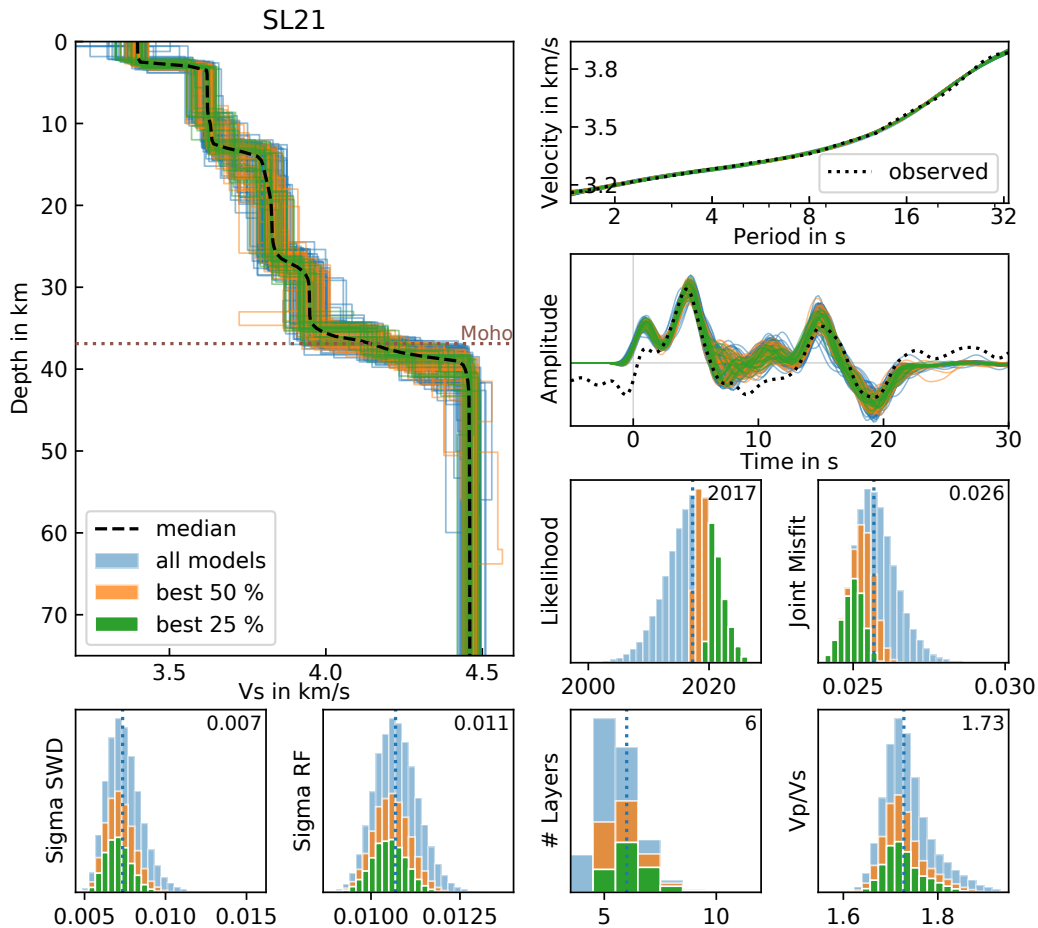 SL21
0
10
20
30
40
50
60
70
Depth in km
Moho
median
all models
best 50 %
best 25 %
3.5
4.0
4.5
Vs in km/s
3.8
3.5
3.2
Velocity in km/s
observed
2
4
8
16
32
Period in s
Amplitude
0
10
20
30
Time in s
Likelihood
2017
2000
2020
Joint Misfit
0.026
0.025
0.030
Sigma SWD
0.007
0.005
0.010
0.015
Sigma RF
0.011
0.0100
0.0125
# Layers
6
5
10
Vp/Vs
1.73
1.6
1.8